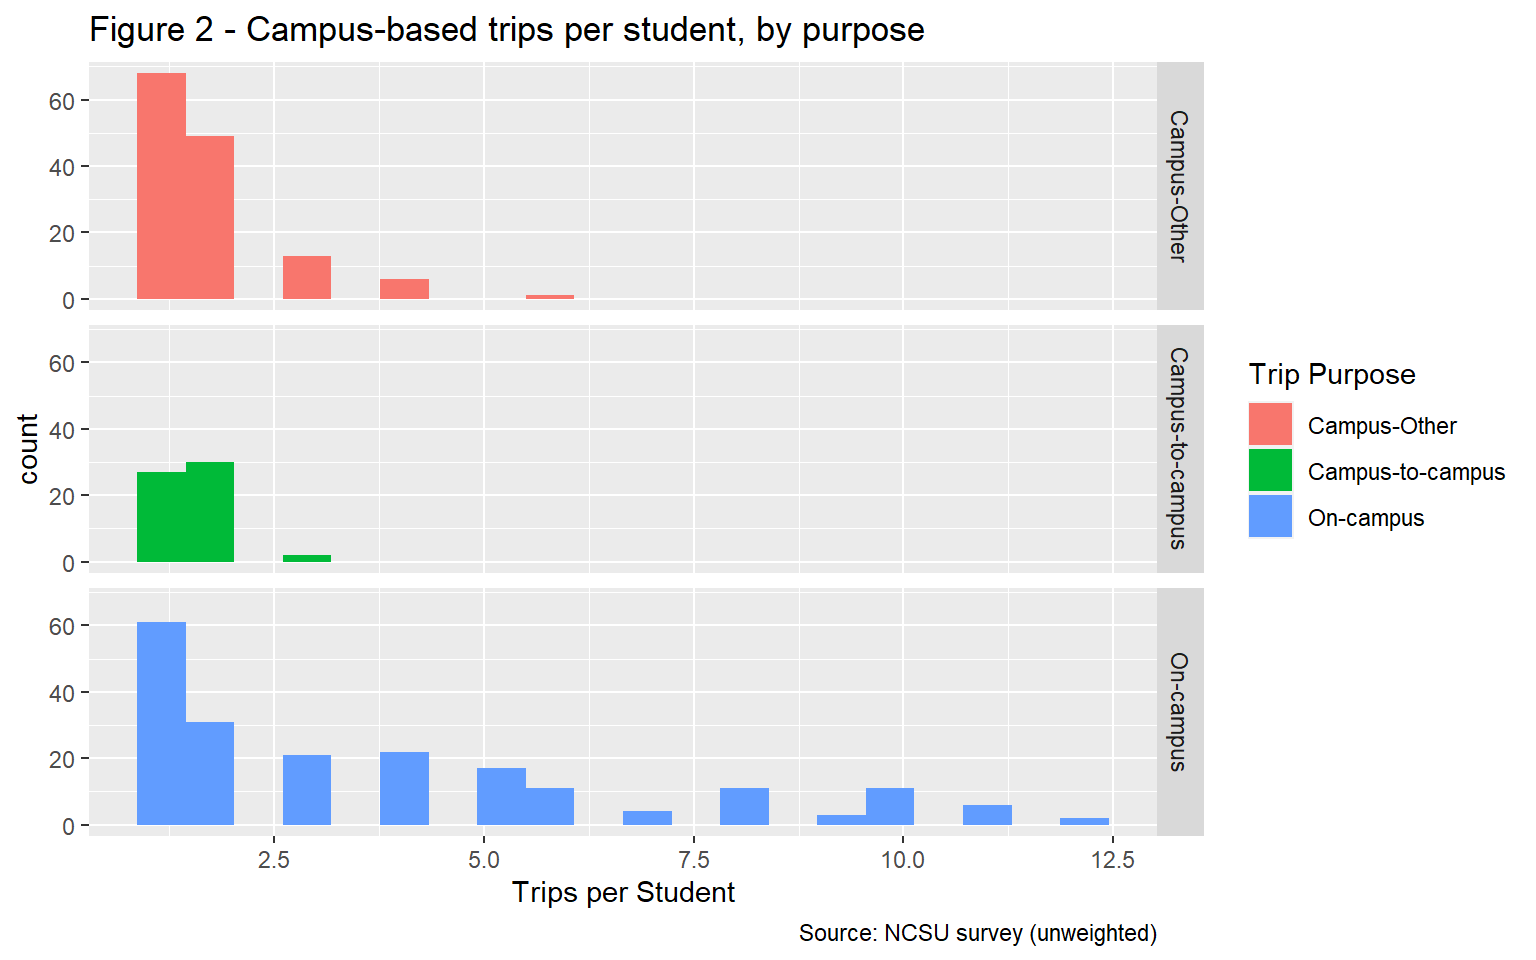 Figure 2 - Campus-based trips per student, by purpose
60
40
20
0
Campus-Other
60
40
20
0
Campus-to-campus
60
40
20
0
On-campus
count
2.5 5.0 7.5 10.0 12.5
Trips per Student
Trip Purpose
Campus-Other
Campus-to-campus
On-campus
Source: NCSU survey (unweighted)